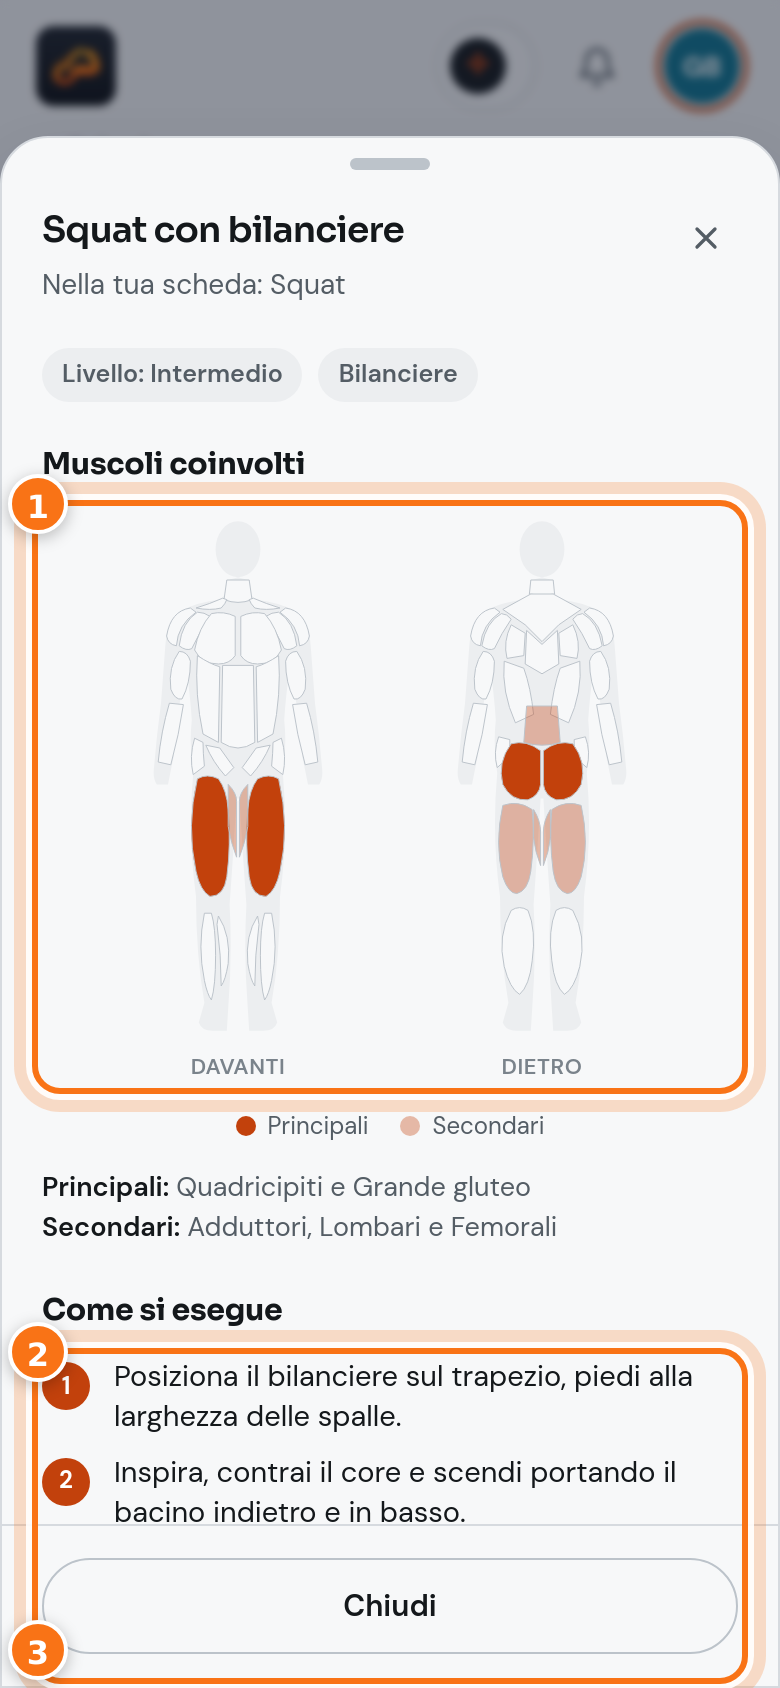 GB
Squat con bilanciere
Nella tua scheda: Squat
Livello: Intermedio
Bilanciere
Muscoli coinvolti
1
DAVANTI
DIETRO
Principali
Secondari
Principali: Quadricipiti e Grande gluteo
Secondari: Adduttori, Lombari e Femorali
Come si esegue
2
1
Posiziona il bilanciere sul trapezio, piedi alla
larghezza delle spalle.
2
Inspira, contrai il core e scendi portando il
bacino indietro e in basso.
Chiudi
3